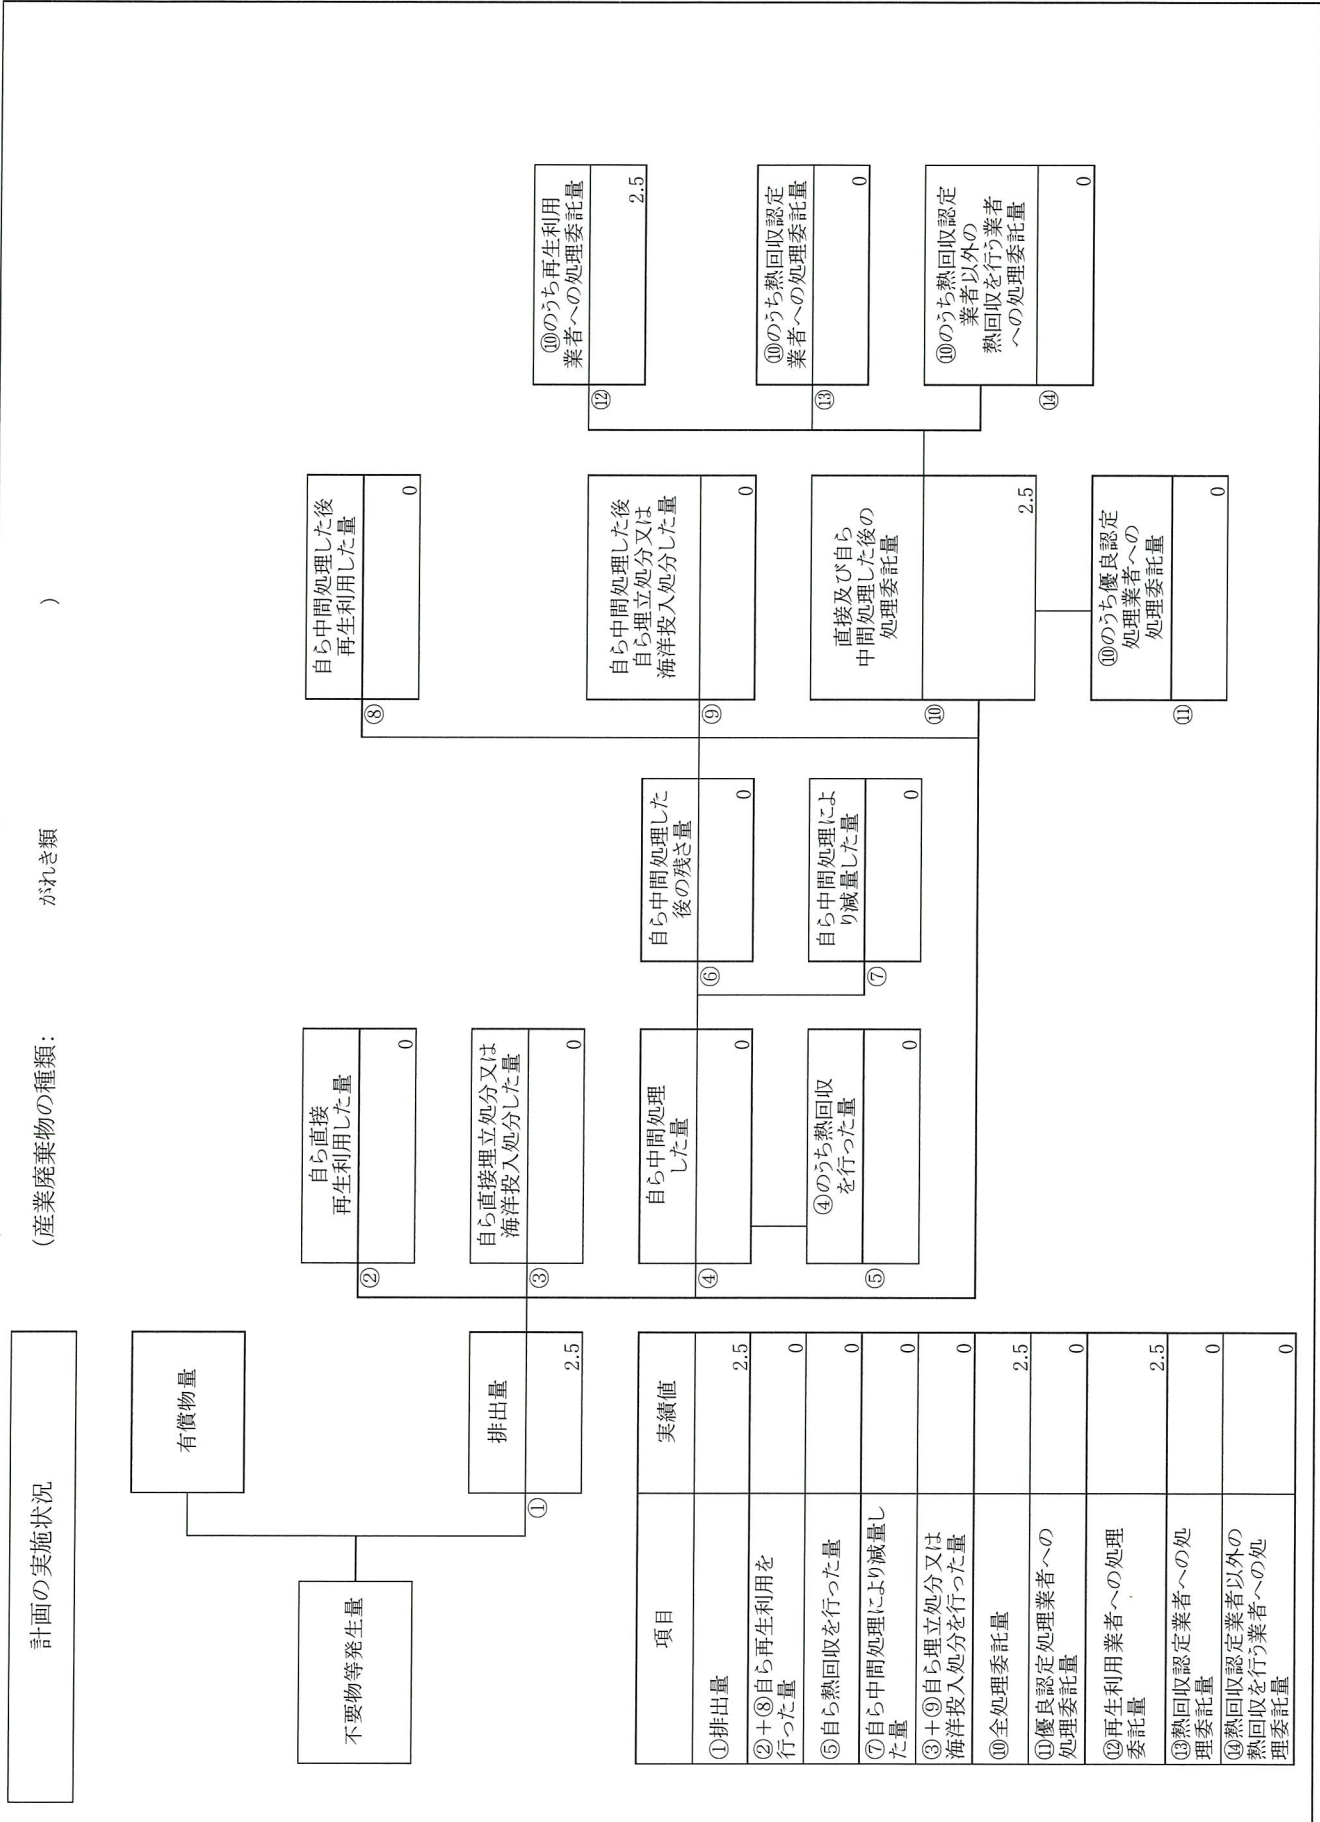 計画の実施状況
(産業廃棄物の種類: がれき類 )
有償物量
不要物等発生量
排出量
①
2.5
自ら直接
再生利用した量
②
0
自ら直接埋立処分又は
海洋投入処分した量
③
0
自ら中間処理
した量
④
0
④のうち熱回収
を行った量
⑤
0
自ら中間処理した
後の残さ量
⑥
0
自ら中間処理によ
り減量した量
⑦
0
自ら中間処理した後
再生利用した量
⑧
0
自ら中間処理した後
自ら埋立処分又は
海洋投入処分した量
⑨
0
直接及び自ら
中間処理した後の
処理委託量
⑩
2.5
⑩のうち優良認定
処理業者への
処理委託量
⑪
0
⑩のうち再生利用
業者への処理委託量
⑫
2.5
⑩のうち熱回収認定
業者への処理委託量
⑬
0
⑩のうち熱回収認定
業者以外の
熱回収を行う業者
への処理委託量
⑭
0
項目 実績値
①排出量 2.5
②+⑧自ら再生利用を
行った量 0
⑤自ら熱回収を行った量 0
⑦自ら中間処理により減量し
た量 0
③+⑨自ら埋立処分又は
海洋投入処分を行った量 0
⑩全処理委託量 2.5
⑪優良認定処理業者への
処理委託量 0
⑫再生利用業者への処理
委託量 2.5
⑬熱回収認定業者への処
理委託量 0
⑭熱回収認定業者以外の
熱回収を行う業者への処
理委託量 0